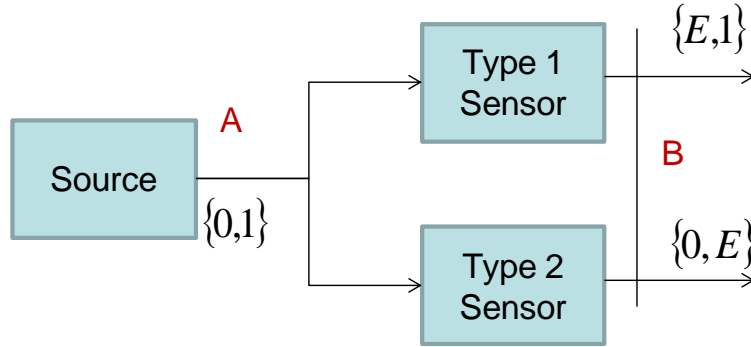 {E,1}
Type 1
Sensor
A
Source
B
{0,1}
Type 2
Sensor
{0,E}